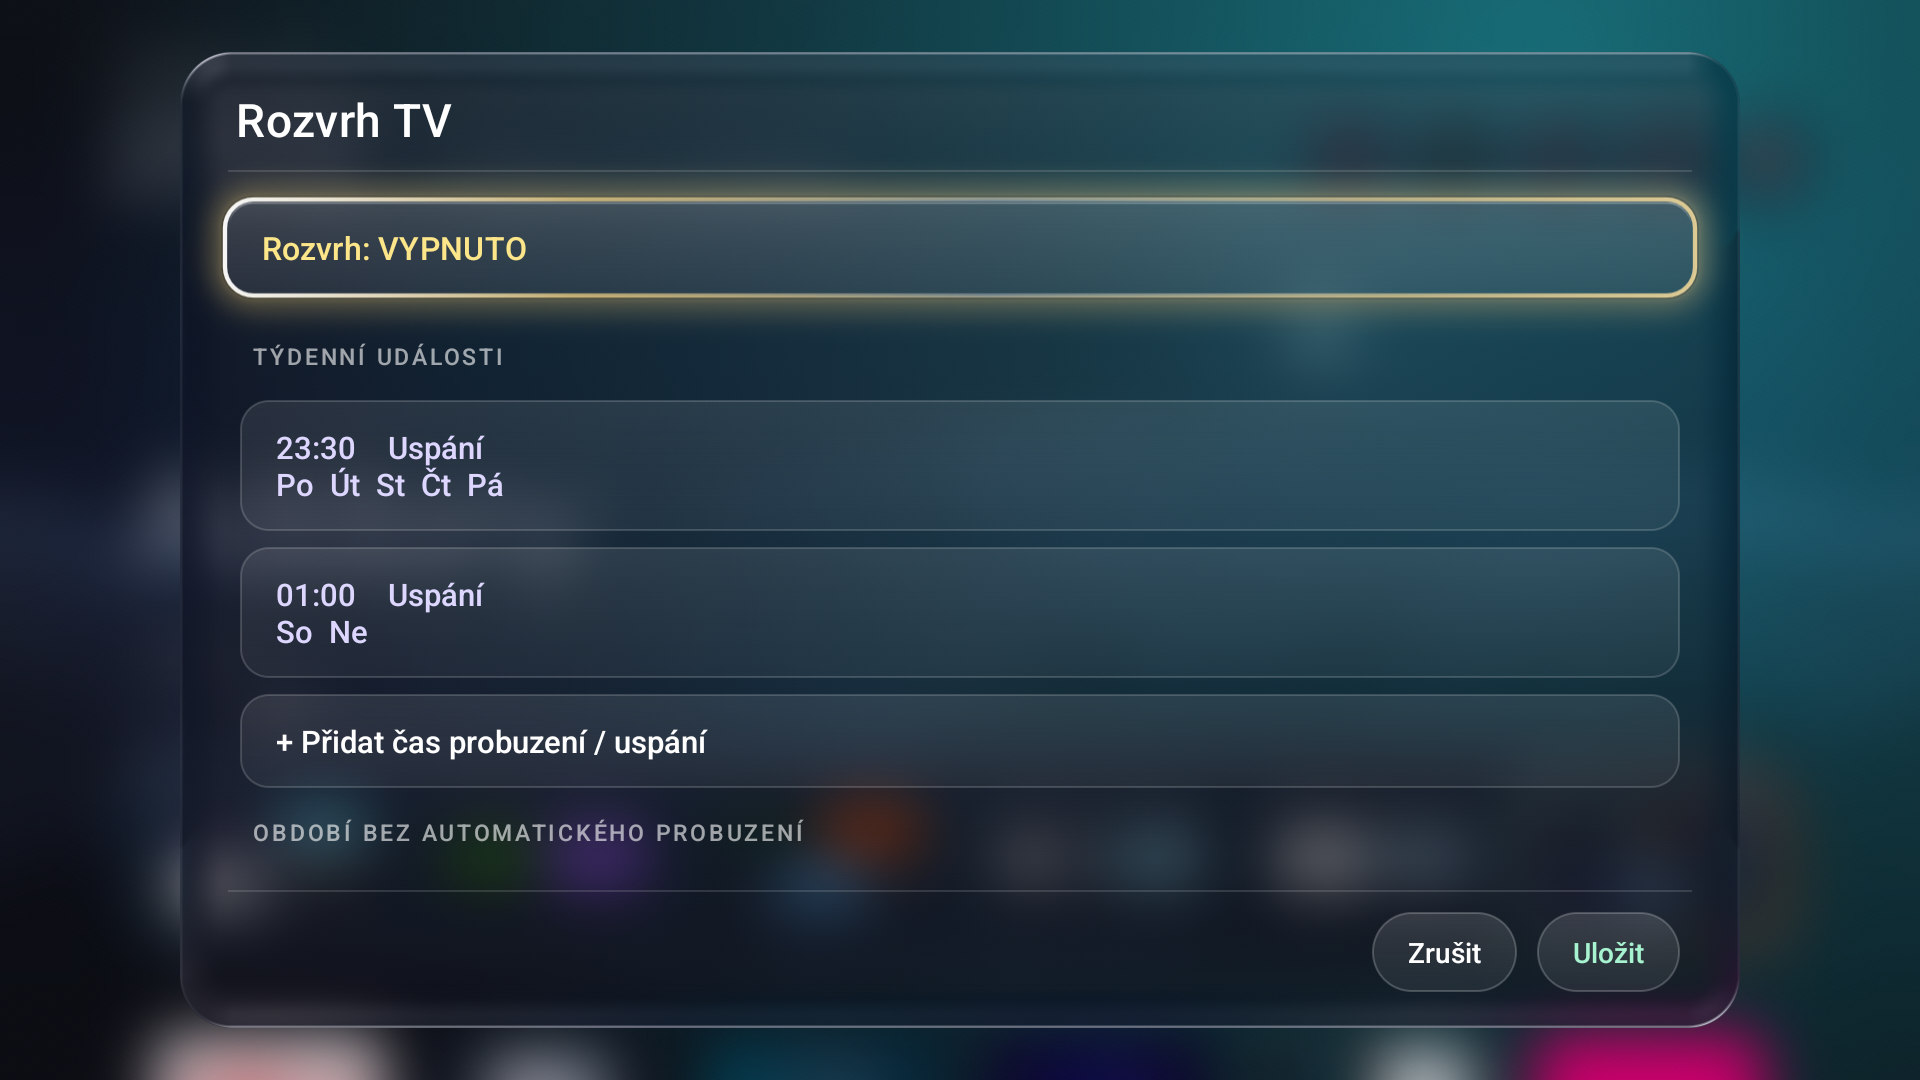 Rozvrh TV
Rozvrh: VYPNUTO
TÝDENNÍ UDÁLOSTI
23:30 Uspání
Po Út St Čt Pá
01:00 Uspání
So Ne
+ Přidat čas probuzení / uspání
OBDOBÍ BEZ AUTOMATICKÉHO PROBUZENÍ
Zrušit
Uložit